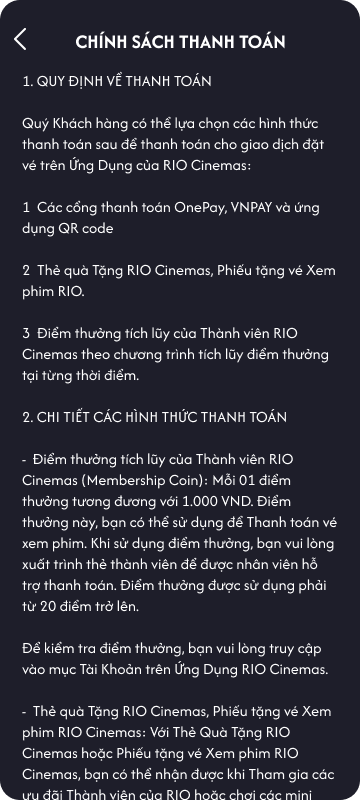 CHÍNH SÁCH THANH TOÁN
1. QUY ĐỊNH VỀ THANH TOÁN
Quý Khách hàng có thể lựa chọn các hình thức
thanh toán sau để thanh toán cho giao dịch đặt
vé trên Ứng Dụng của RIO Cinemas:
1 Các cổng thanh toán OnePay, VNPAY và ứng
dụng QR code
2 Thẻ quà Tặng RIO Cinemas, Phiếu tặng vé Xem
phim RIO.
3 Điểm thưởng tích lũy của Thành viên RIO
Cinemas theo chương trình tích lũy điểm thưởng
tại từng thời điểm.
2. CHI TIẾT CÁC HÌNH THỨC THANH TOÁN
- Điểm thưởng tích lũy của Thành viên RIO
Cinemas (Membership Coin): Mỗi 01 điểm
thưởng tương đương với 1.000 VND. Điểm
thưởng này, bạn có thể sử dụng để Thanh toán vé
xem phim. Khi sử dụng điểm thưởng, bạn vui lòng
xuất trình thẻ thành viên để được nhân viên hỗ
trợ thanh toán. Điểm thưởng được sử dụng phải
từ 20 điểm trở lên.
Để kiểm tra điểm thưởng, bạn vui lòng truy cập
vào mục Tài Khoản trên Ứng Dụng RIO Cinemas.
- Thẻ quà Tặng RIO Cinemas, Phiếu tặng vé Xem
phim RIO Cinemas: Với Thẻ Quà Tặng RIO
Cinemas hoặc Phiếu tặng vé Xem phim RIO
Cinemas, bạn có thể nhận được khi Tham gia các
ưu đãi Thành viên của RIO hoặc chơi các mini